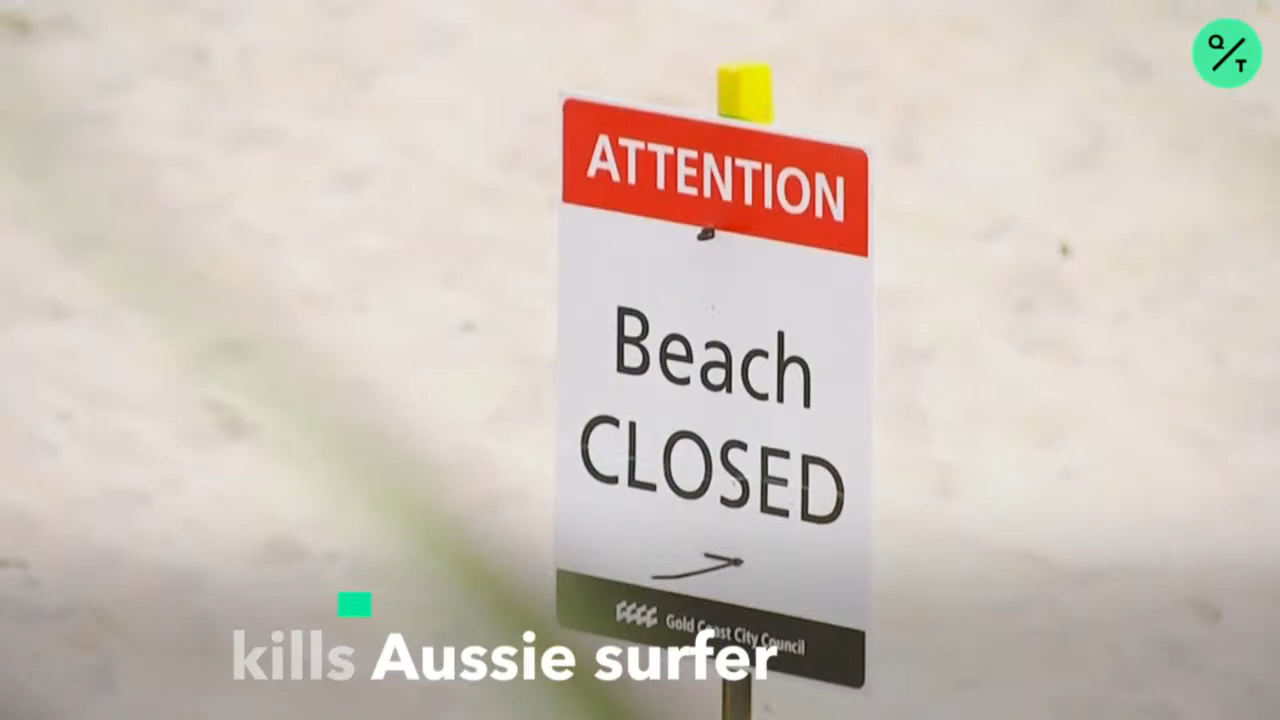 Q/T
ATTENTION
Beach
CLOSED
Gold Coast City Council
kills Aussie surfer